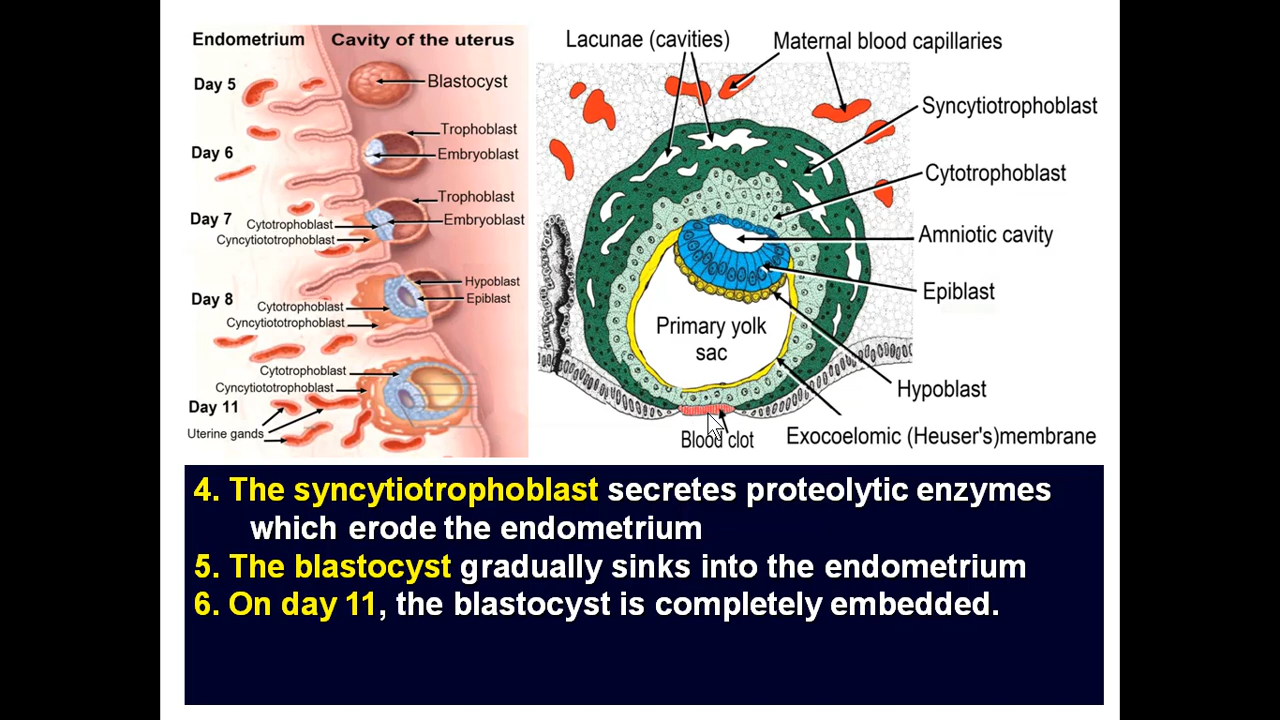 Endometrium
Cavity of the uterus
Day 5
Blastocyst
Trophoblast
Day 6
Embryoblast
Trophoblast
Day 7
Embryoblast
Cytotrophoblast
Cyncytiototrophoblast
Hypoblast
Day 8
Epiblast
Cytotrophoblast
Cyncytiototrophoblast
Cytotrophoblast
Cyncytiototrophoblast
Day 11
Uterine gands
Lacunae (cavities)
Maternal blood capillaries
Syncytiotrophoblast
Cytotrophoblast
Amniotic cavity
Epiblast
Primary yolk
sac
Hypoblast
Blood clot
Exocoelomic (Heuser's)membrane
4. The syncytiotrophoblast secretes proteolytic enzymes
which erode the endometrium
5. The blastocyst gradually sinks into the endometrium
6. On day 11, the blastocyst is completely embedded.